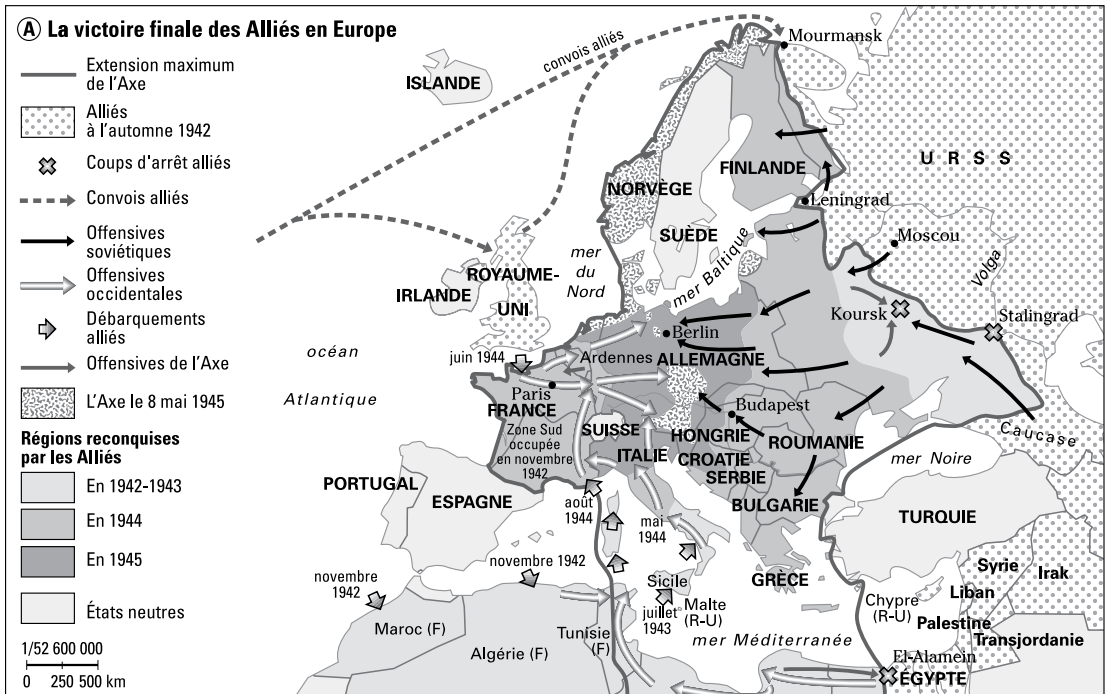 A La victoire finale des Alliés en Europe
Extension maximum
de l'Axe
Alliés
à l'automne 1942
Coups d'arrêt alliés
Convois alliés
Offensives
soviétiques
Offensives
occidentales
Débarquements
alliés
Offensives de l'Axe
L'Axe le 8 mai 1945
Régions reconquises
par les Alliés
En 1942-1943
En 1944
En 1945
États neutres
1/52 600 000
0 250 500 km
convois alliés
Mourmansk
ISLANDE
URSS
FINLANDE
NORVÈGE
Leningrad
SUÈDE
Moscou
mer Baltique
Volga
mer
du
Nord
ROYAUME-
UNI
IRLANDE
Koursk
Stalingrad
Berlin
océan
Atlantique
juin 1944
Ardennes
ALLEMAGNE
Paris
FRANCE
Budapest
Zone Sud
occupée
en novembre
1942
SUISSE
HONGRIE
ROUMANIE
Caucase
ITALIE
CROATIE
SERBIE
mer Noire
PORTUGAL
ESPAGNE
août
1944
mai
1944
BULGARIE
TURQUIE
novembre 1942
novembre
1942
GRÈCE
Syrie
Irak
Liban
Sicile
juillet
1943
Malte
(R-U)
Chypre
(R-U)
Palestine
Transjordanie
Maroc (F)
Algérie (F)
Tunisie
(F)
mer Méditerranée
El-Alamein
ÉGYPTE